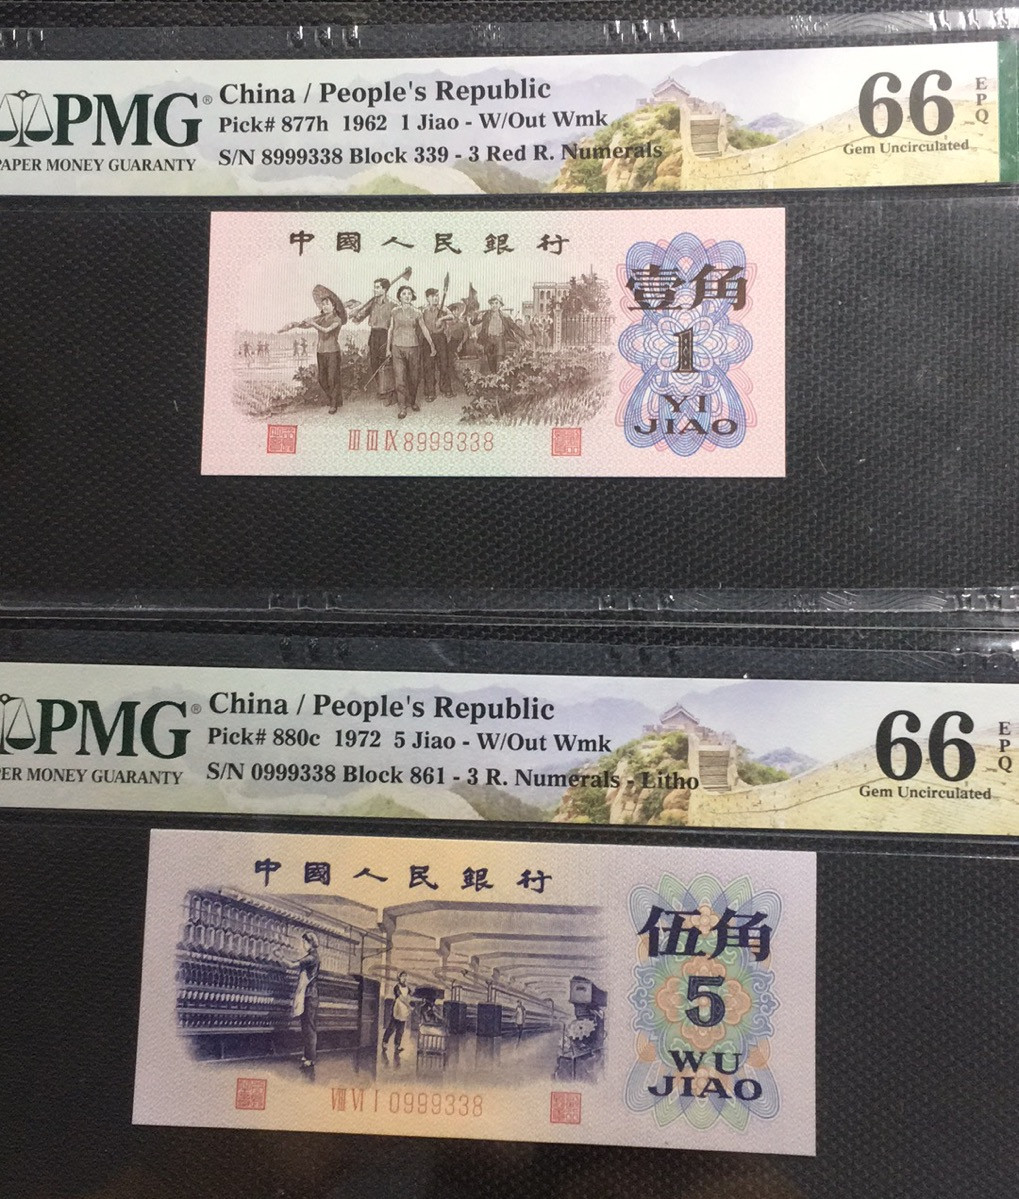 PMG®
PAPER MONEY GUARANTY
China / People's Republic
Pick# 877h 1962 1 Jiao - W/Out Wmk
S/N 8999338 Block 339 - 3 Red R. Numerals
66
EPQ
Gem Uncirculated
中國人民銀行
壹角
1
YI
JIAO
III III IX 8999338
PMG®
ER MONEY GUARANTY
China / People's Republic
Pick# 880c 1972 5 Jiao - W/Out Wmk
S/N 0999338 Block 861 - 3 R. Numerals - Litho
66
EPQ
Gem Uncirculated
中國人民銀行
伍角
5
WU
JIAO
VIII VI I 0999338